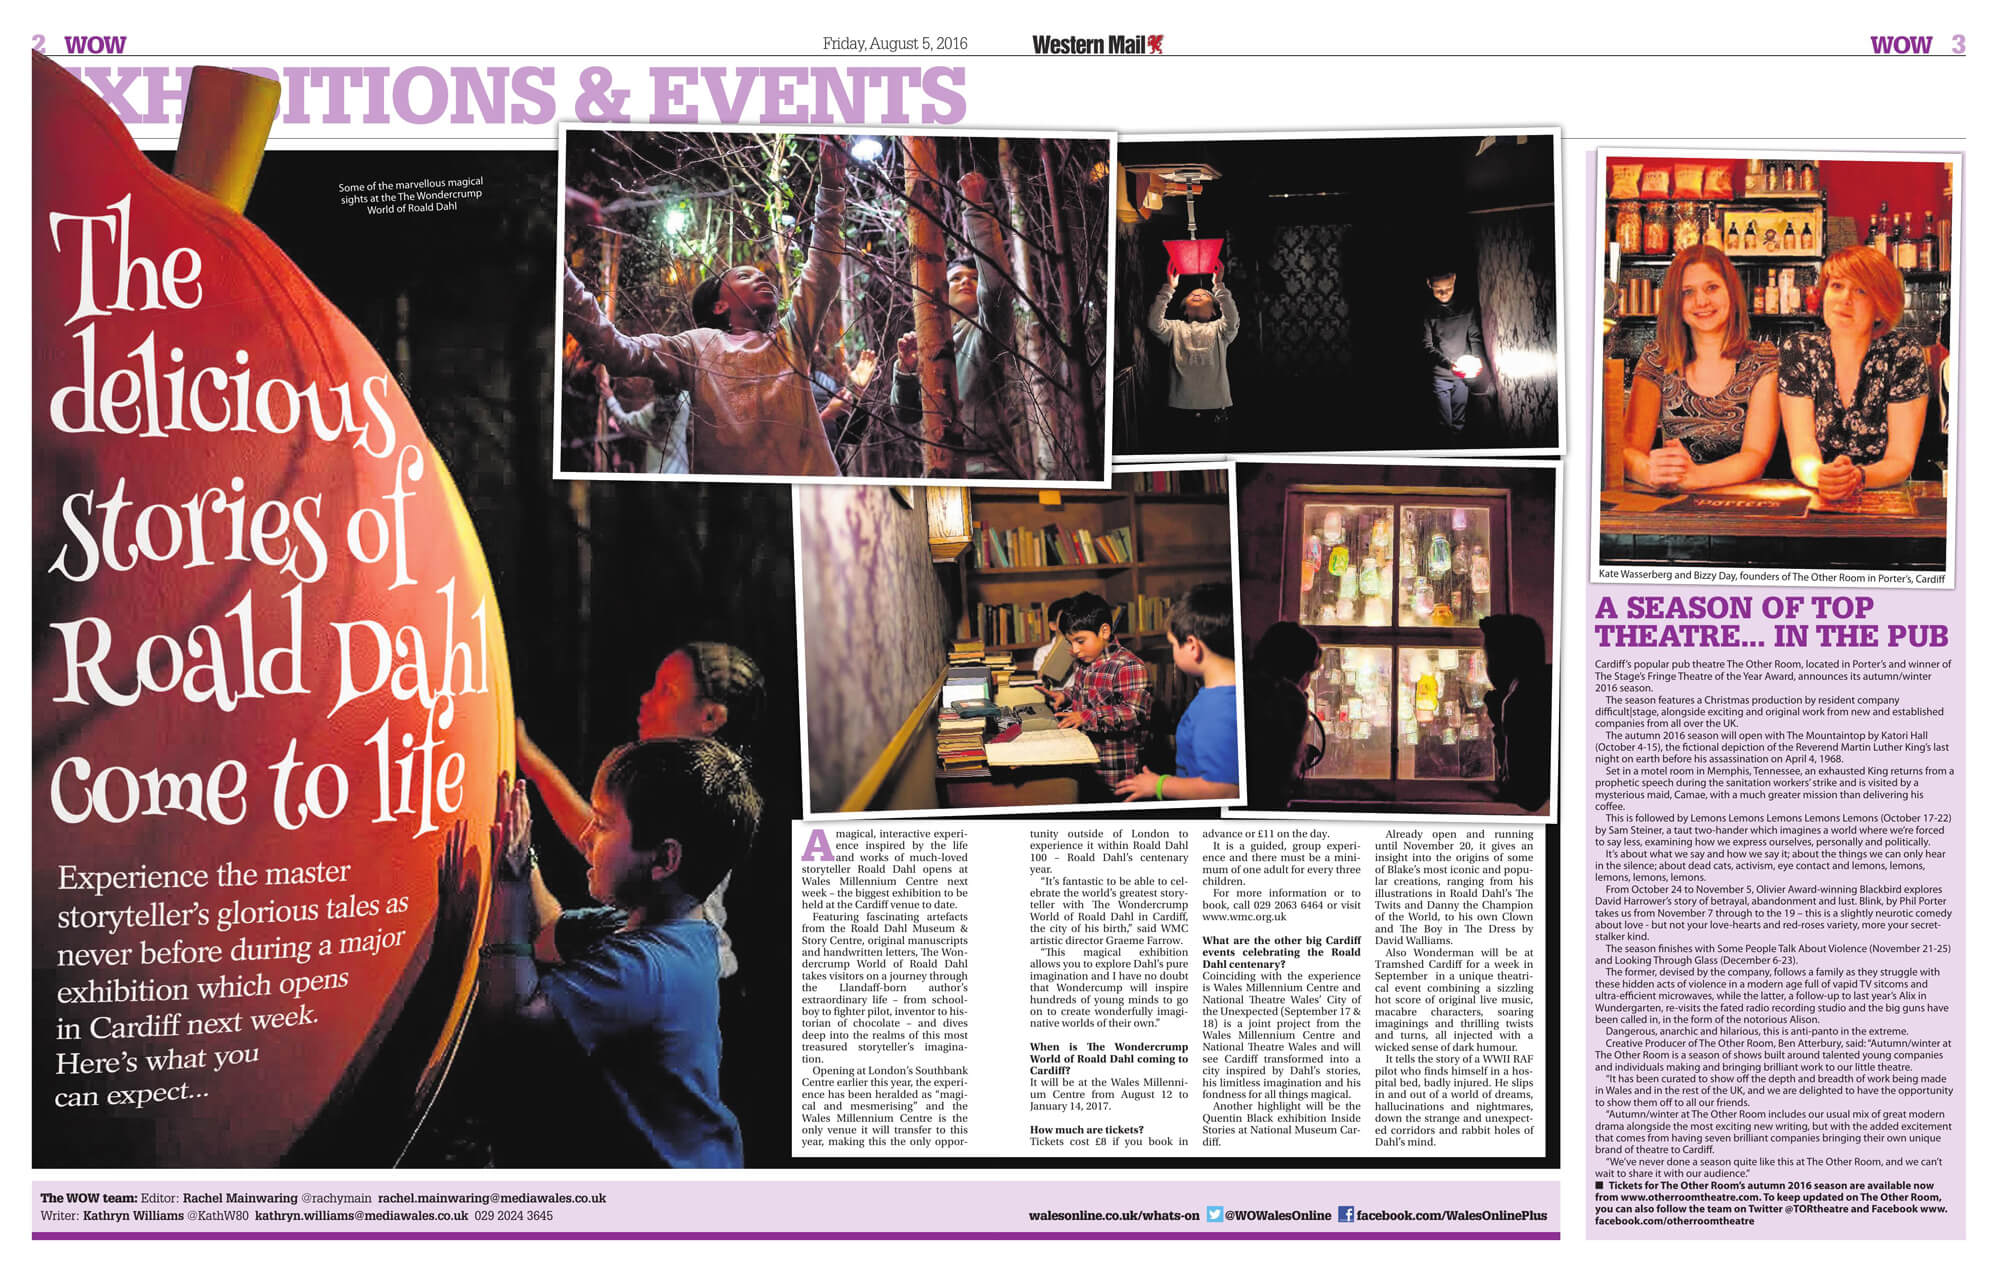 2 WOW
Friday, August 5, 2016
Western Mail
WOW 3
EXHIBITIONS & EVENTS
Some of the marvellous magical
sights at the The Wondercrump
World of Roald Dahl
The
delicious
stories of
Roald Dahl
come to life
Experience the master
storyteller's glorious tales as
never before during a major
exhibition which opens
in Cardiff next week.
Here's what you
can expect...
A magical, interactive experi-
ence inspired by the life
and works of much-loved
storyteller Roald Dahl opens at
Wales Millennium Centre next
week – the biggest exhibition to be
held at the Cardiff venue to date.
Featuring fascinating artefacts
from the Roald Dahl Museum &
Story Centre, original manuscripts
and handwritten letters, The Won-
dercrump World of Roald Dahl
takes visitors on a journey through
the Llandaff-born author's
extraordinary life – from school-
boy to fighter pilot, inventor to his-
torian of chocolate – and dives
deep into the realms of this most
treasured storyteller's imagina-
tion.
Opening at London's Southbank
Centre earlier this year, the experi-
ence has been heralded as "magi-
cal and mesmerising" and the
Wales Millennium Centre is the
only venue it will transfer to this
year, making this the only oppor-
tunity outside of London to
experience it within Roald Dahl
100 – Roald Dahl's centenary
year.
"It's fantastic to be able to cel-
ebrate the world's greatest story-
teller with The Wondercrump
World of Roald Dahl in Cardiff,
the city of his birth," said WMC
artistic director Graeme Farrow.
"This magical exhibition
allows you to explore Dahl's pure
imagination and I have no doubt
that Wondercump will inspire
hundreds of young minds to go
on to create wonderfully imagi-
native worlds of their own."
When is The Wondercrump
World of Roald Dahl coming to
Cardiff?
It will be at the Wales Millenni-
um Centre from August 12 to
January 14, 2017.
How much are tickets?
Tickets cost £8 if you book in
advance or £11 on the day.
It is a guided, group experi-
ence and there must be a mini-
mum of one adult for every three
children.
For more information or to
book, call 029 2063 6464 or visit
www.wmc.org.uk
What are the other big Cardiff
events celebrating the Roald
Dahl centenary?
Coinciding with the experience
is Wales Millennium Centre and
National Theatre Wales' City of
the Unexpected (September 17 &
18) is a joint project from the
Wales Millennium Centre and
National Theatre Wales and will
see Cardiff transformed into a
city inspired by Dahl's stories,
his limitless imagination and his
fondness for all things magical.
Another highlight will be the
Quentin Black exhibition Inside
Stories at National Museum Car-
diff.
Already open and running
until November 20, it gives an
insight into the origins of some
of Blake's most iconic and popu-
lar creations, ranging from his
illustrations in Roald Dahl's The
Twits and Danny the Champion
of the World, to his own Clown
and The Boy in The Dress by
David Walliams.
Also Wonderman will be at
Tramshed Cardiff for a week in
September in a unique theatri-
cal event combining a sizzling
hot score of original live music,
macabre characters, soaring
imaginings and thrilling twists
and turns, all injected with a
wicked sense of dark humour.
It tells the story of a WWII RAF
pilot who finds himself in a hos-
pital bed, badly injured. He slips
in and out of a world of dreams,
hallucinations and nightmares,
down the strange and unexpect-
ed corridors and rabbit holes of
Dahl's mind.
porter's
Kate Wasserberg and Bizzy Day, founders of The Other Room in Porter's, Cardiff
A SEASON OF TOP
THEATRE... IN THE PUB
Cardiff's popular pub theatre The Other Room, located in Porter's and winner of
The Stage's Fringe Theatre of the Year Award, announces its autumn/winter
2016 season.
The season features a Christmas production by resident company
difficult|stage, alongside exciting and original work from new and established
companies from all over the UK.
The autumn 2016 season will open with The Mountaintop by Katori Hall
(October 4-15), the fictional depiction of the Reverend Martin Luther King's last
night on earth before his assassination on April 4, 1968.
Set in a motel room in Memphis, Tennessee, an exhausted King returns from a
prophetic speech during the sanitation workers' strike and is visited by a
mysterious maid, Camae, with a much greater mission than delivering his
coffee.
This is followed by Lemons Lemons Lemons Lemons Lemons (October 17-22)
by Sam Steiner, a taut two-hander which imagines a world where we're forced
to say less, examining how we express ourselves, personally and politically.
It's about what we say and how we say it; about the things we can only hear
in the silence; about dead cats, activism, eye contact and lemons, lemons,
lemons, lemons, lemons.
From October 24 to November 5, Olivier Award-winning Blackbird explores
David Harrower's story of betrayal, abandonment and lust. Blink, by Phil Porter
takes us from November 7 through to the 19 – this is a slightly neurotic comedy
about love - but not your love-hearts and red-roses variety, more your secret-
stalker kind.
The season finishes with Some People Talk About Violence (November 21-25)
and Looking Through Glass (December 6-23).
The former, devised by the company, follows a family as they struggle with
these hidden acts of violence in a modern age full of vapid TV sitcoms and
ultra-efficient microwaves, while the latter, a follow-up to last year's Alix in
Wundergarten, re-visits the fated radio recording studio and the big guns have
been called in, in the form of the notorious Alison.
Dangerous, anarchic and hilarious, this is anti-panto in the extreme.
Creative Producer of The Other Room, Ben Atterbury, said: "Autumn/winter at
The Other Room is a season of shows built around talented young companies
and individuals making and bringing brilliant work to our little theatre.
"It has been curated to show off the depth and breadth of work being made
in Wales and in the rest of the UK, and we are delighted to have the opportunity
to show them off to all our friends.
"Autumn/winter at The Other Room includes our usual mix of great modern
drama alongside the most exciting new writing, but with the added excitement
that comes from having seven brilliant companies bringing their own unique
brand of theatre to Cardiff.
"We've never done a season quite like this at The Other Room, and we can't
wait to share it with our audience."
■ Tickets for The Other Room's autumn 2016 season are available now
from www.otherroomtheatre.com. To keep updated on The Other Room,
you can also follow the team on Twitter @TORtheatre and Facebook www.
facebook.com/otherroomtheatre
The WOW team: Editor: Rachel Mainwaring @rachymain rachel.mainwaring@mediawales.co.uk
Writer: Kathryn Williams @KathW80 kathryn.williams@mediawales.co.uk 029 2024 3645
walesonline.co.uk/whats-on @WOWalesOnline facebook.com/WalesOnlinePlus